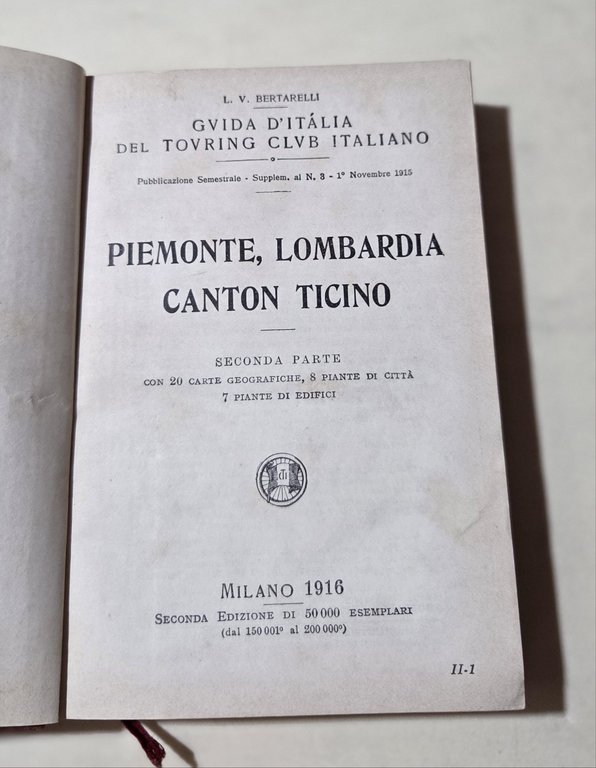 L. V. BERTARELLI
GVIDA D'ITÁLIA
DEL TOVRING CLVB ITALIANO
Pubblicazione Semestrale - Supplem. al N. 3 - 1° Novembre 1915
PIEMONTE, LOMBARDIA
CANTON TICINO
SECONDA PARTE
CON 20 CARTE GEOGRAFICHE, 8 PIANTE DI CITTÀ
7 PIANTE DI EDIFICI
MILANO 1916
SECONDA EDIZIONE DI 50 000 ESEMPLARI
(dal 150 001° al 200 000°)
II-1